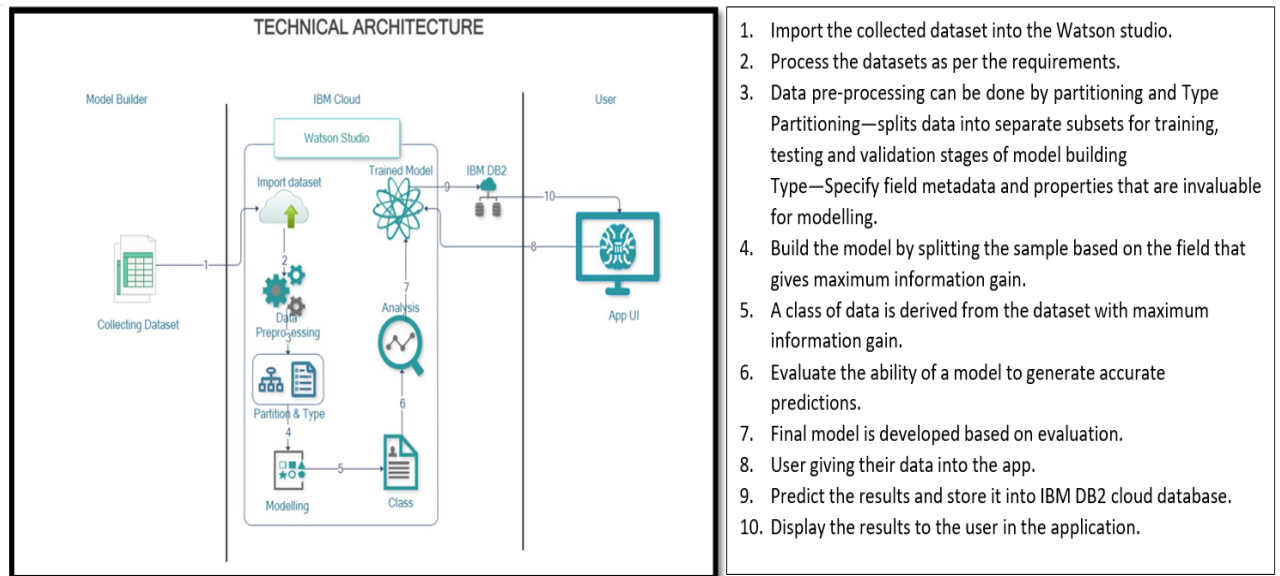 TECHNICAL ARCHITECTURE
Model Builder
IBM Cloud
User
Watson Studio
Import dataset
Trained Model
IBM DB2
9
10
8
1
Collecting Dataset
2
Data
Preprocessing
3
Partition & Type
4
Modelling
5
Class
6
Analysis
7
App UI
1. Import the collected dataset into the Watson studio.
2. Process the datasets as per the requirements.
3. Data pre-processing can be done by partitioning and Type
Partitioning—splits data into separate subsets for training,
testing and validation stages of model building
Type—Specify field metadata and properties that are invaluable
for modelling.
4. Build the model by splitting the sample based on the field that
gives maximum information gain.
5. A class of data is derived from the dataset with maximum
information gain.
6. Evaluate the ability of a model to generate accurate
predictions.
7. Final model is developed based on evaluation.
8. User giving their data into the app.
9. Predict the results and store it into IBM DB2 cloud database.
10. Display the results to the user in the application.